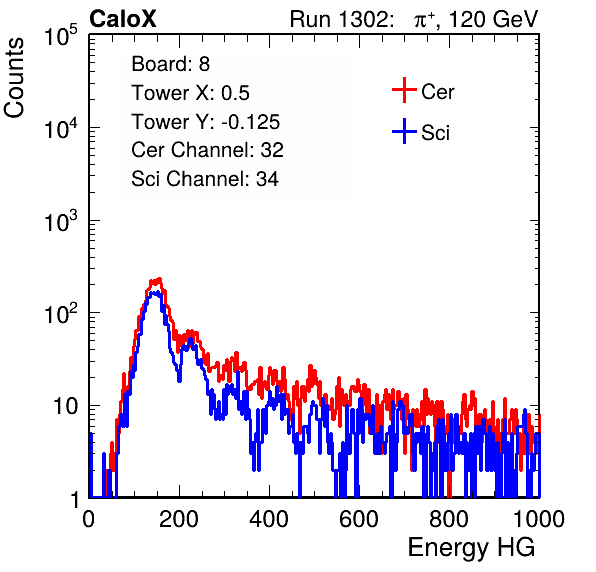 CaloX Run 1302: π⁺, 120 GeV
Counts
10⁵
10⁴
10³
10²
10
1
Board: 8
Tower X: 0.5
Tower Y: -0.125
Cer Channel: 32
Sci Channel: 34
Cer
Sci
0 200 400 600 800 1000
Energy HG